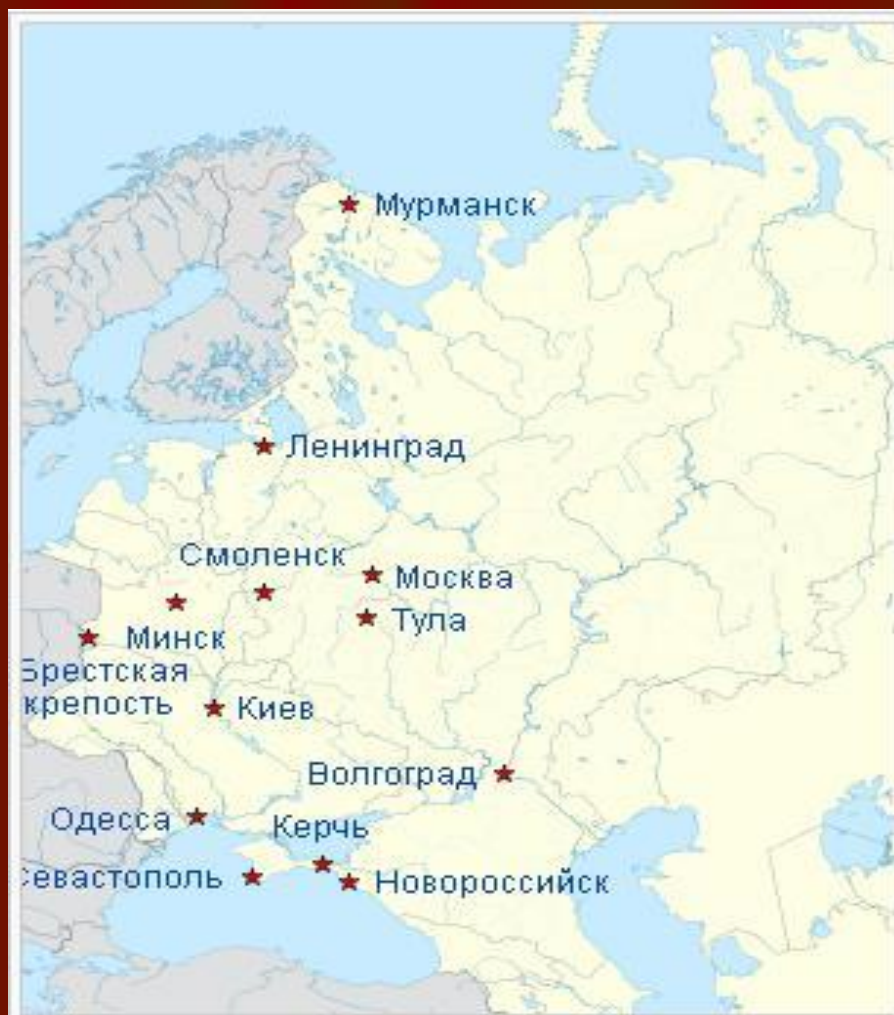 Мурманск
Ленинград
Смоленск
Москва
Минск
Тула
Брестская
крепость
Киев
Волгоград
Одесса
Керчь
Севастополь
Новороссийск